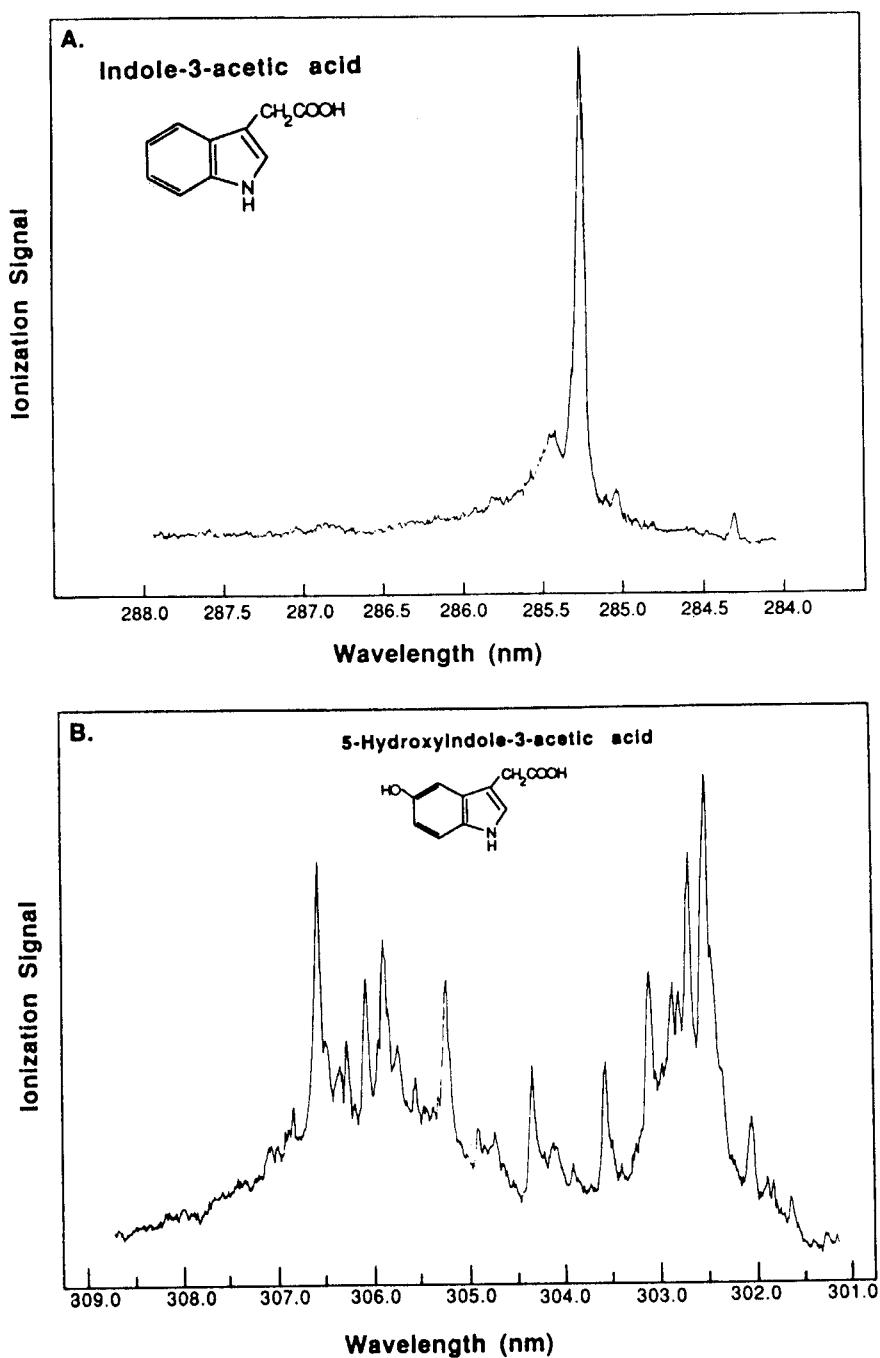 A.
Indole-3-acetic acid
CH2COOH
N
H
Ionization Signal
288.0 287.5 287.0 286.5 286.0 285.5 285.0 284.5 284.0
Wavelength (nm)
B.
5-Hydroxyindole-3-acetic acid
HO
CH2COOH
N
H
Ionization Signal
309.0 308.0 307.0 306.0 305.0 304.0 303.0 302.0 301.0
Wavelength (nm)